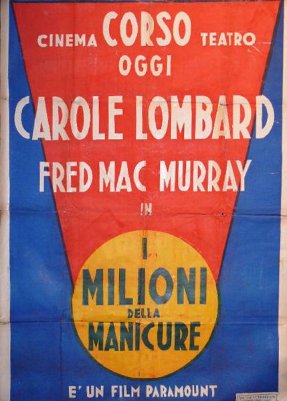 CINEMA CORSO TEATRO
OGGI
CAROLE LOMBARD
FRED MAC MURRAY
IN
I
MILIONI
DELLA
MANICURE
E' UN FILM PARAMOUNT